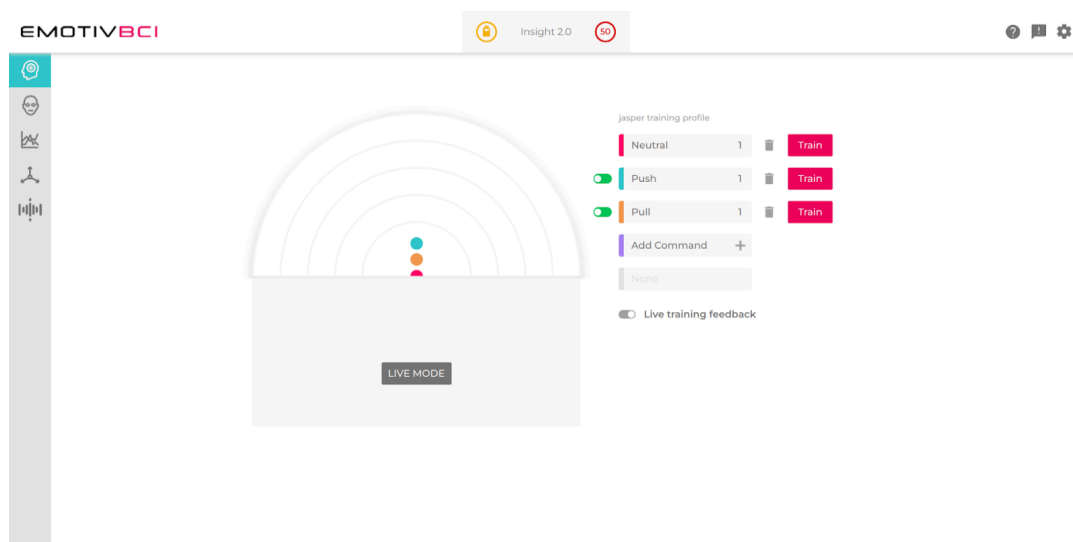 EMOTIVBCI
Insight 2.0
50
jasper training profile
Neutral 1 Train
Push 1 Train
Pull 1 Train
Add Command +
None
Live training feedback
LIVE MODE